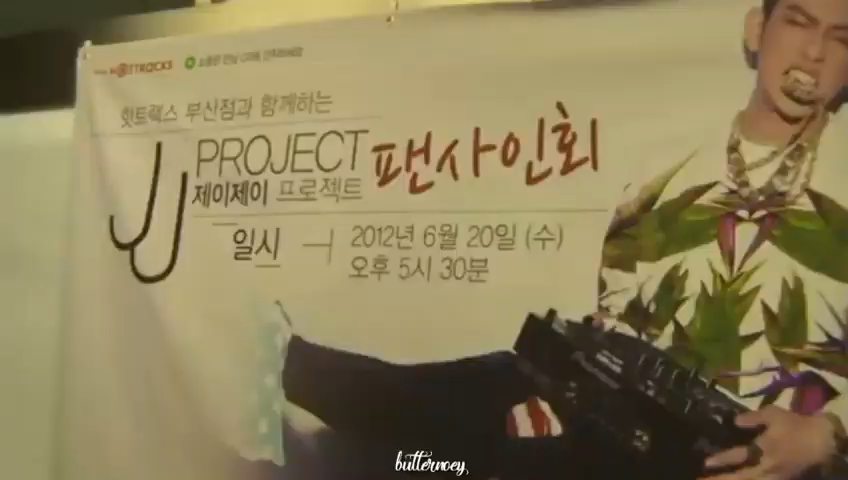 HOTTRACKS
핫트랙스 부산점과 함께하는
JJ PROJECT 팬사인회
제이제이 프로젝트
일시
2012년 6월 20일 (수)
오후 5시 30분
butternoey,